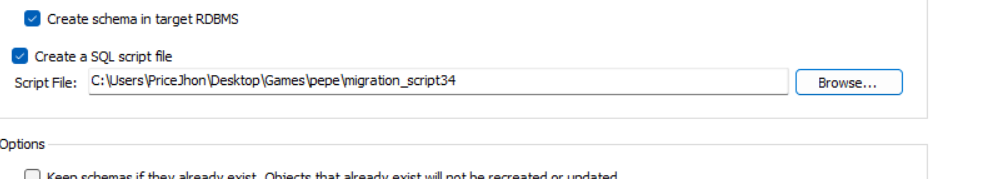 Create schema in target RDBMS
Create a SQL script file
Script File: C:\Users\PriceJhon\Desktop\Games\pepe\migration_script34 Browse...
Options
Keep schemas if they already exist. Objects that already exist will not be recreated or updated.